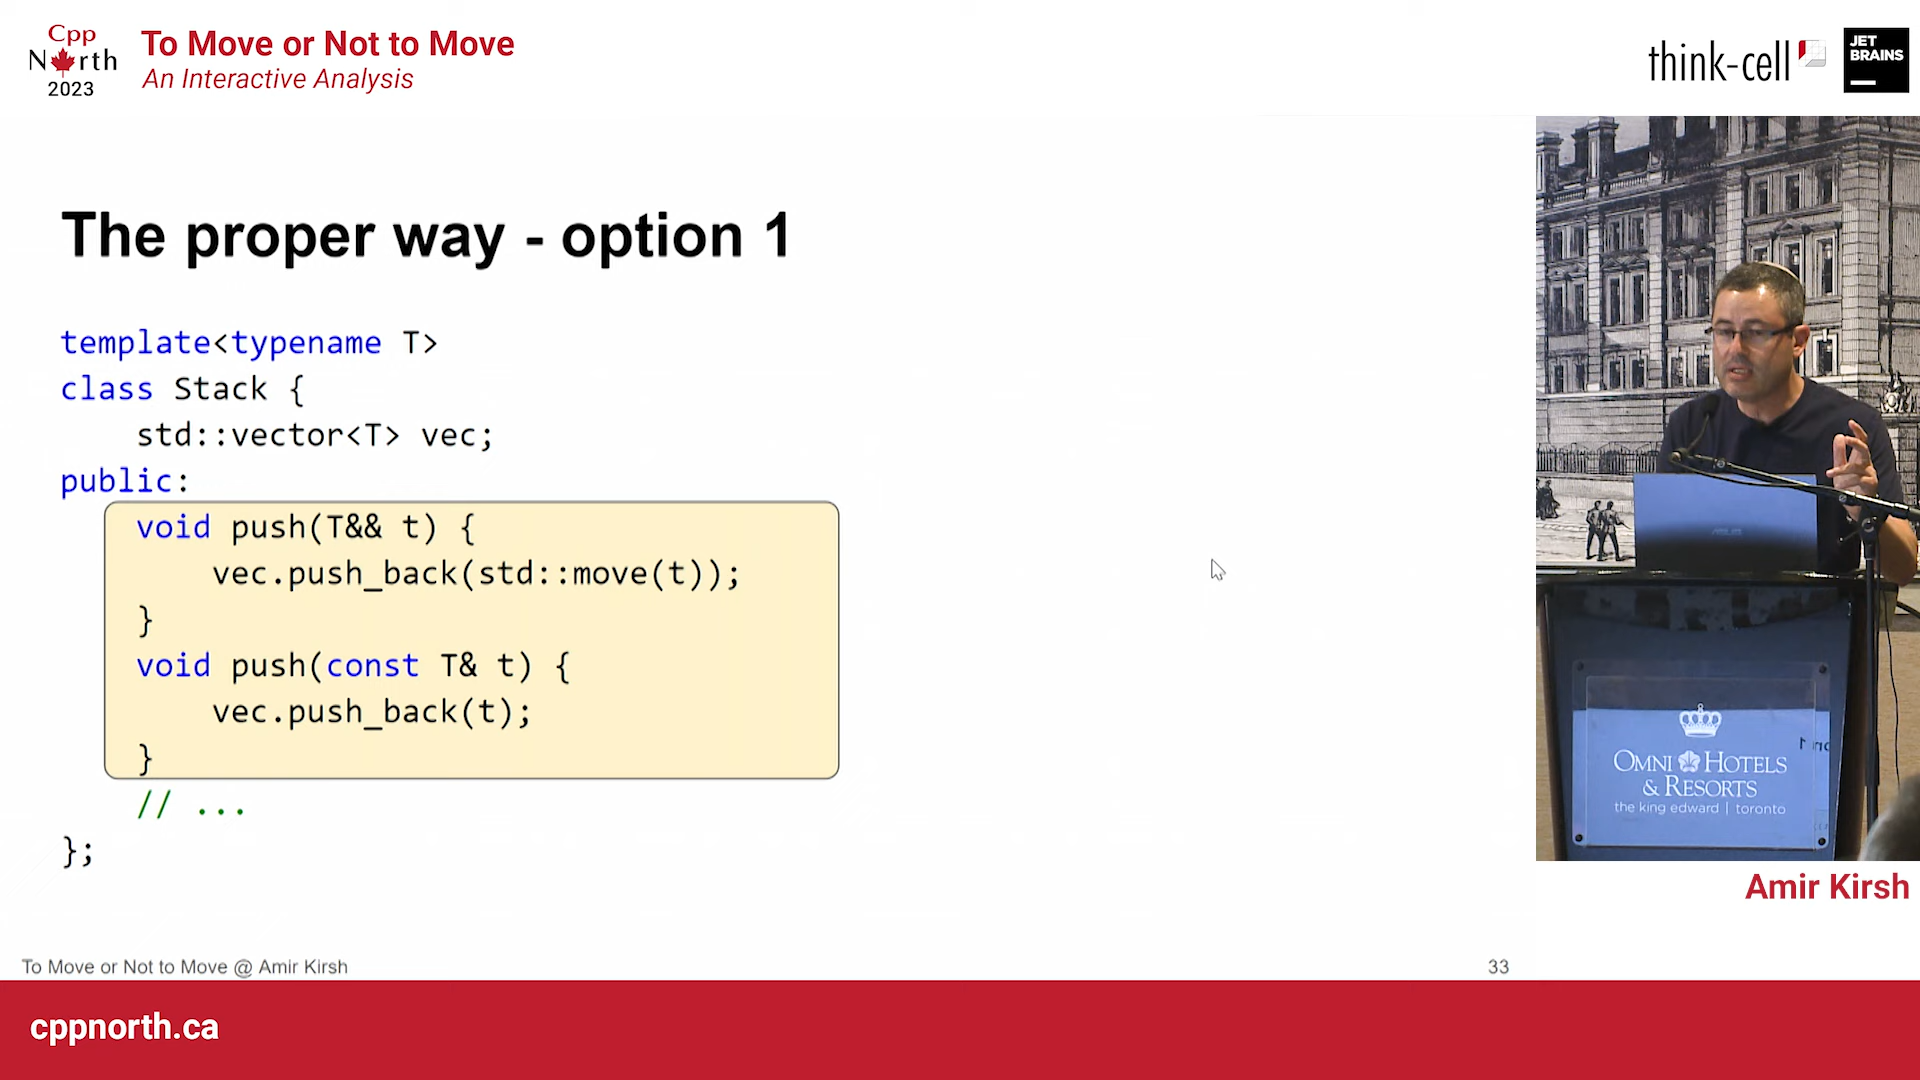 Cpp
North
2023
To Move or Not to Move
An Interactive Analysis
think-cell
JET
BRAINS
The proper way - option 1
template<typename T>
class Stack {
std::vector<T> vec;
public:
void push(T&& t) {
vec.push_back(std::move(t));
}
void push(const T& t) {
vec.push_back(t);
}
// ...
};
ASUS
OMNI HOTELS
& RESORTS
the king edward | toronto
Amir Kirsh
To Move or Not to Move @ Amir Kirsh
33
cppnorth.ca